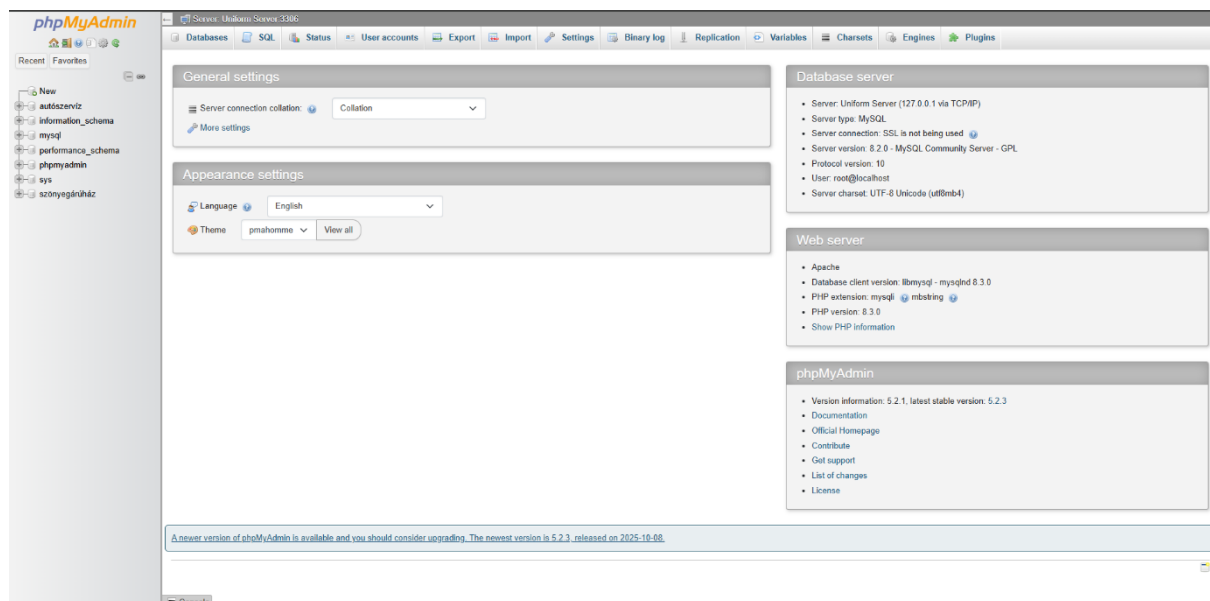 phpMyAdmin
Recent Favorites
New
autószervíz
information_schema
mysql
performance_schema
phpmyadmin
sys
szőnyegárúház
Server: Uniform Server:3306
Databases SQL Status User accounts Export Import Settings Binary log Replication Variables Charsets Engines Plugins
General settings
Server connection collation: Collation
More settings
Appearance settings
Language English
Theme pmahomme View all
Database server
Server: Uniform Server (127.0.0.1 via TCP/IP)
Server type: MySQL
Server connection: SSL is not being used
Server version: 8.2.0 - MySQL Community Server - GPL
Protocol version: 10
User: root@localhost
Server charset: UTF-8 Unicode (utf8mb4)
Web server
Apache
Database client version: libmysql - mysqlnd 8.3.0
PHP extension: mysqli mbstring
PHP version: 8.3.0
Show PHP information
phpMyAdmin
Version information: 5.2.1, latest stable version: 5.2.3
Documentation
Official Homepage
Contribute
Get support
List of changes
License
A newer version of phpMyAdmin is available and you should consider upgrading. The newest version is 5.2.3, released on 2025-10-08.